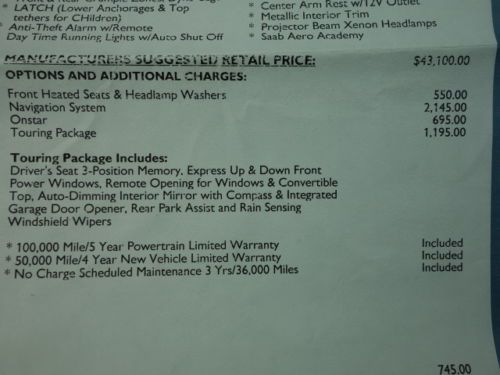 * LATCH (Lower Anchorages & Top
tethers for CHildren)
* Anti-Theft Alarm w/Remote
Day Time Running Lights w/Auto Shut Off
* Center Arm Rest w/12V Outlet
* Metallic Interior Trim
* Projector Beam Xenon Headlamps
* Saab Aero Academy
MANUFACTURERS SUGGESTED RETAIL PRICE: $43,100.00
OPTIONS AND ADDITIONAL CHARGES:
Front Heated Seats & Headlamp Washers 550.00
Navigation System 2,145.00
Onstar 695.00
Touring Package 1,195.00
Touring Package Includes:
Driver's Seat 3-Position Memory, Express Up & Down Front
Power Windows, Remote Opening for Windows & Convertible
Top, Auto-Dimming Interior Mirror with Compass & Integrated
Garage Door Opener, Rear Park Assist and Rain Sensing
Windshield Wipers
* 100,000 Mile/5 Year Powertrain Limited Warranty Included
* 50,000 Mile/4 Year New Vehicle Limited Warranty Included
* No Charge Scheduled Maintenance 3 Yrs/36,000 Miles Included
745.00